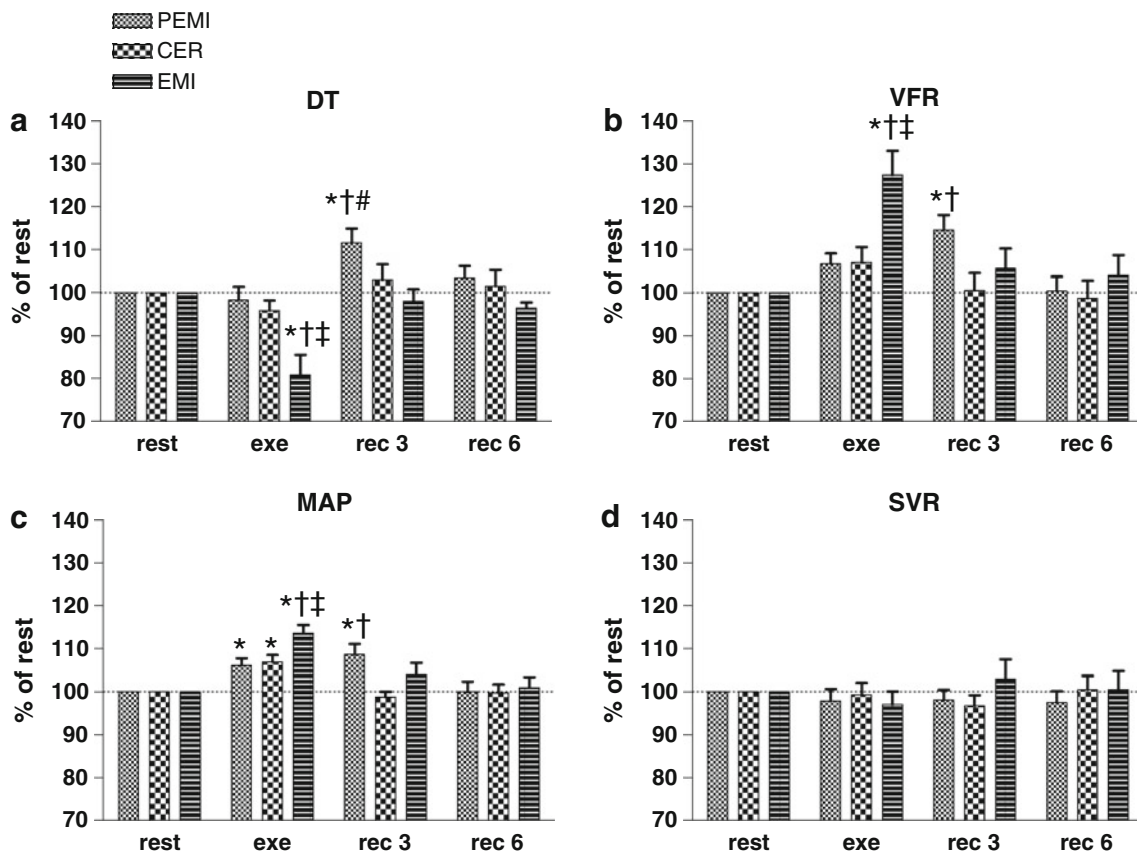 PEMI
CER
EMI
a
DT
% of rest
140
130
120
110
100
90
80
70
*†‡
*†#
rest exe rec 3 rec 6
b
VFR
% of rest
140
130
120
110
100
90
80
70
*†‡
*†
rest exe rec 3 rec 6
c
MAP
% of rest
140
130
120
110
100
90
80
70
* * *†‡ *†
rest exe rec 3 rec 6
d
SVR
% of rest
140
130
120
110
100
90
80
70
rest exe rec 3 rec 6